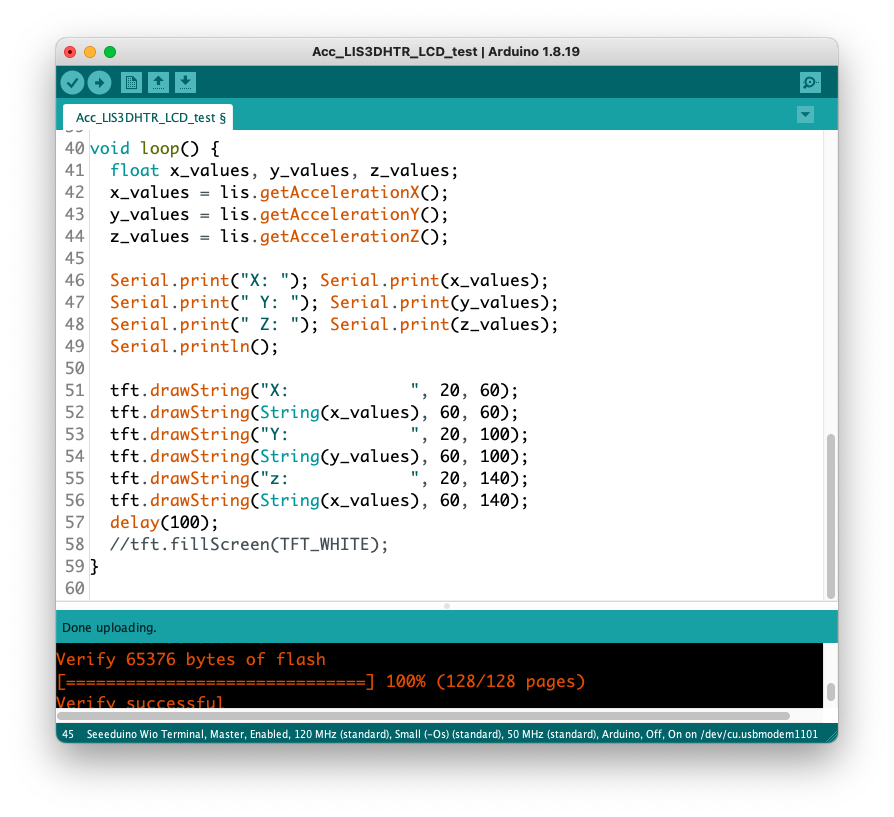 Acc_LIS3DHTR_LCD_test | Arduino 1.8.19
Acc_LIS3DHTR_LCD_test §
40 void loop() {
41   float x_values, y_values, z_values;
42   x_values = lis.getAccelerationX();
43   y_values = lis.getAccelerationY();
44   z_values = lis.getAccelerationZ();
45
46   Serial.print("X: "); Serial.print(x_values);
47   Serial.print(" Y: "); Serial.print(y_values);
48   Serial.print(" Z: "); Serial.print(z_values);
49   Serial.println();
50
51   tft.drawString("X:            ", 20, 60);
52   tft.drawString(String(x_values), 60, 60);
53   tft.drawString("Y:            ", 20, 100);
54   tft.drawString(String(y_values), 60, 100);
55   tft.drawString("z:            ", 20, 140);
56   tft.drawString(String(x_values), 60, 140);
57   delay(100);
58   //tft.fillScreen(TFT_WHITE);
59 }
60
Done uploading.
Verify 65376 bytes of flash
[==============================] 100% (128/128 pages)
Verify successful
45 Seeeduino Wio Terminal, Master, Enabled, 120 MHz (standard), Small (-Os) (standard), 50 MHz (standard), Arduino, Off, On on /dev/cu.usbmodem1101